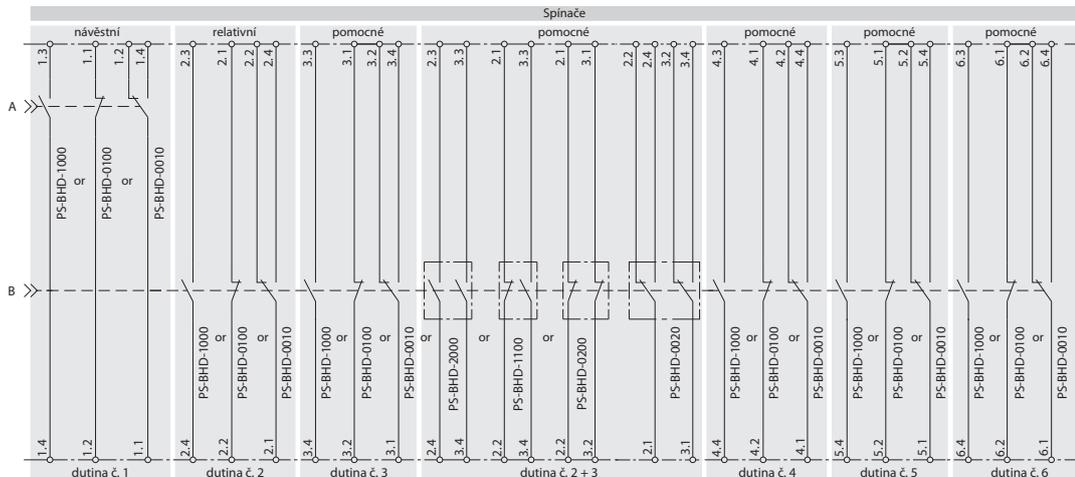 Spínače
návěstní relativní pomocné pomocné pomocné pomocné pomocné
1.3 1.1 1.2 1.4 2.3 2.1 2.2 2.4 3.3 3.1 3.2 3.4 2.3 3.3 2.1 3.3 2.1 3.1 2.2 2.4 3.2 3.4 4.3 4.1 4.2 4.4 5.3 5.1 5.2 5.4 6.3 6.1 6.2 6.4
A
PS-BHD-1000 or PS-BHD-0100 or PS-BHD-0010
B
PS-BHD-1000 or PS-BHD-0100 or PS-BHD-0010 PS-BHD-1000 or PS-BHD-0100 or PS-BHD-0010 or PS-BHD-2000 or PS-BHD-1100 or PS-BHD-0200 PS-BHD-0020 PS-BHD-1000 or PS-BHD-0100 or PS-BHD-0010 PS-BHD-1000 or PS-BHD-0100 or PS-BHD-0010 PS-BHD-1000 or PS-BHD-0100 or PS-BHD-0010
1.4 1.2 1.1 2.4 2.2 2.1 3.4 3.2 3.1 2.4 3.4 2.2 3.4 2.2 3.2 2.1 3.1 4.4 4.2 4.1 5.4 5.2 5.1 6.4 6.2 6.1
dutina č. 1 dutina č. 2 dutina č. 3 dutina č. 2 + 3 dutina č. 4 dutina č. 5 dutina č. 6